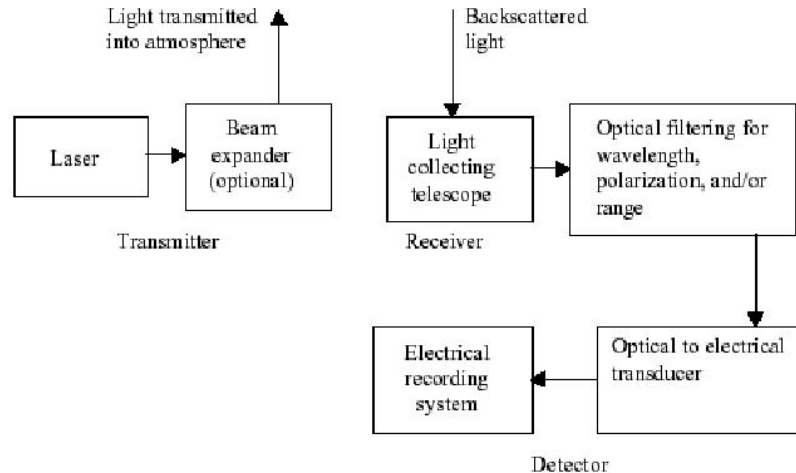 Light transmitted
into atmosphere
Backscattered
light
Laser
Beam
expander
(optional)
Light
collecting
telescope
Optical filtering for
wavelength,
polarization, and/or
range
Transmitter
Receiver
Electrical
recording
system
Optical to electrical
transducer
Detector